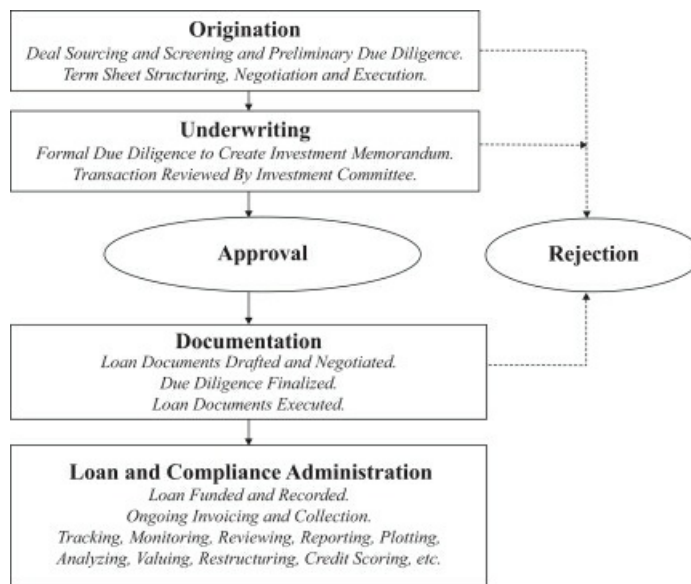 Origination
Deal Sourcing and Screening and Preliminary Due Diligence.
Term Sheet Structuring, Negotiation and Execution.
Underwriting
Formal Due Diligence to Create Investment Memorandum.
Transaction Reviewed By Investment Committee.
Approval
Rejection
Documentation
Loan Documents Drafted and Negotiated.
Due Diligence Finalized.
Loan Documents Executed.
Loan and Compliance Administration
Loan Funded and Recorded.
Ongoing Invoicing and Collection.
Tracking, Monitoring, Reviewing, Reporting, Plotting,
Analyzing, Valuing, Restructuring, Credit Scoring, etc.